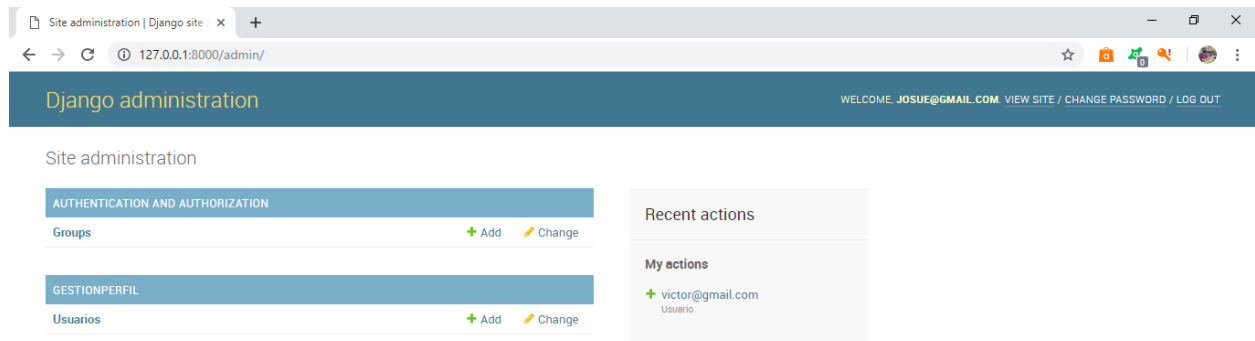 Site administration | Django site
127.0.0.1:8000/admin/
0
Django administration
WELCOME, JOSUE@GMAIL.COM. VIEW SITE / CHANGE PASSWORD / LOG OUT
Site administration
AUTHENTICATION AND AUTHORIZATION
Groups + Add Change
GESTIONPERFIL
Usuarios + Add Change
Recent actions
My actions
+ victor@gmail.com
Usuario